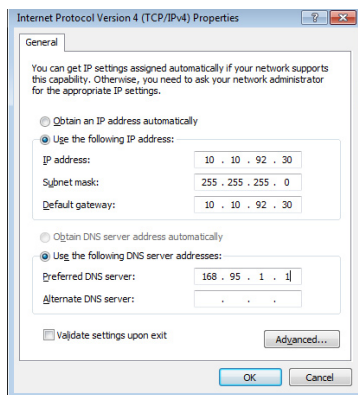 Internet Protocol Version 4 (TCP/IPv4) Properties
General
You can get IP settings assigned automatically if your network supports
this capability. Otherwise, you need to ask your network administrator
for the appropriate IP settings.
Obtain an IP address automatically
Use the following IP address:
IP address: 10 . 10 . 92 . 30
Subnet mask: 255 . 255 . 255 . 0
Default gateway: 10 . 10 . 92 . 30
Obtain DNS server address automatically
Use the following DNS server addresses:
Preferred DNS server: 168 . 95 . 1 . 1
Alternate DNS server: . . .
Validate settings upon exit
Advanced...
OK Cancel